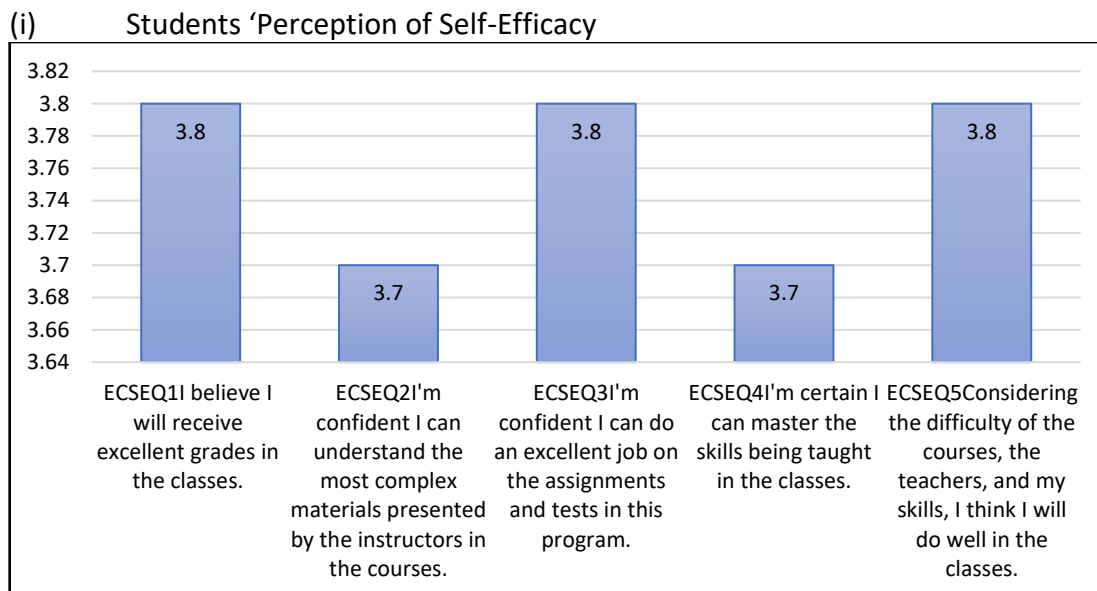 (i) Students ‘Perception of Self-Efficacy
3.82
3.8
3.78
3.76
3.74
3.72
3.7
3.68
3.66
3.64
3.8
3.7
3.8
3.7
3.8
ECSEQ1I believe I
will receive
excellent grades in
the classes.
ECSEQ2I'm
confident I can
understand the
most complex
materials presented
by the instructors in
the courses.
ECSEQ3I'm
confident I can do
an excellent job on
the assignments
and tests in this
program.
ECSEQ4I'm certain I
can master the
skills being taught
in the classes.
ECSEQ5Considering
the difficulty of the
courses, the
teachers, and my
skills, I think I will
do well in the
classes.